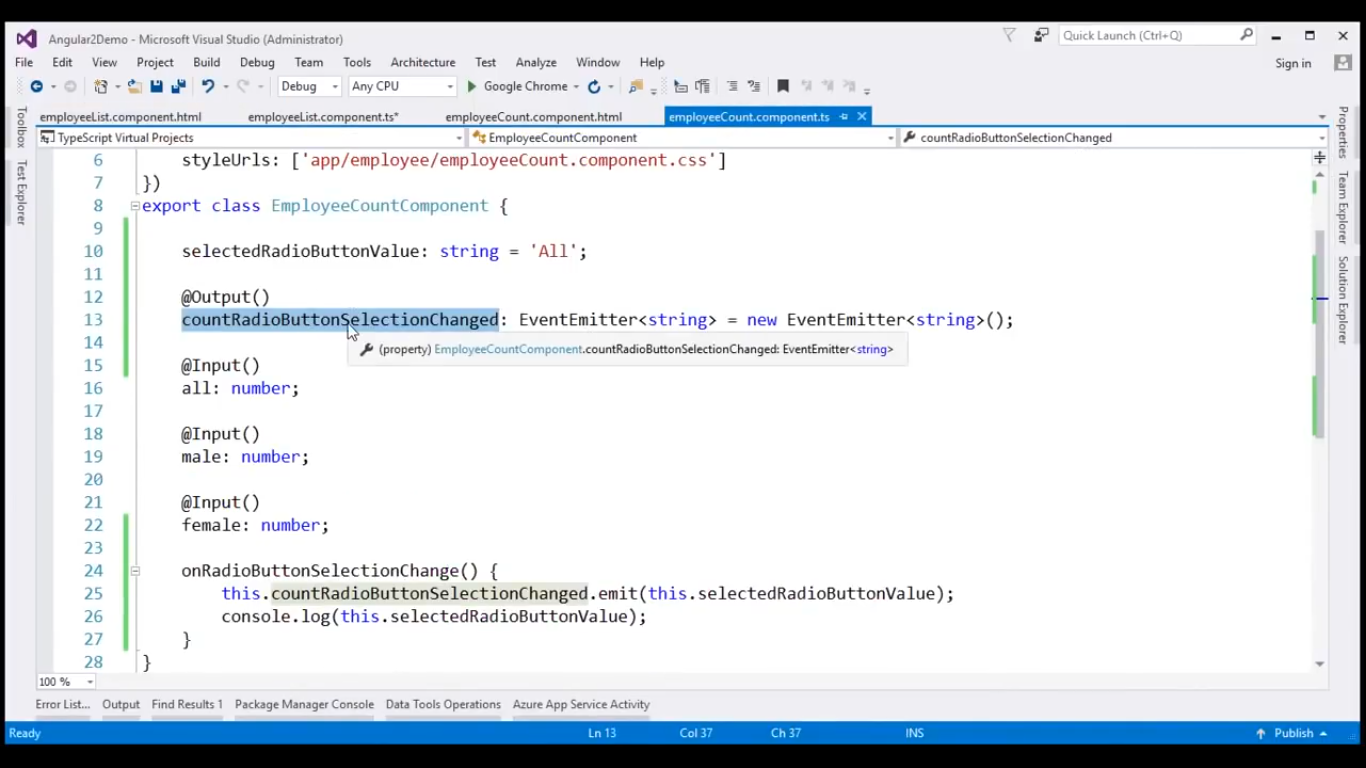 Angular2Demo - Microsoft Visual Studio (Administrator)
Quick Launch (Ctrl+Q)
File Edit View Project Build Debug Team Tools Architecture Test Analyze Window Help
Sign in
Debug Any CPU Google Chrome
employeeList.component.html employeeList.component.ts* employeeCount.component.html employeeCount.component.ts
TypeScript Virtual Projects EmployeeCountComponent countRadioButtonSelectionChanged
Toolbox
Test Explorer
Properties
Team Explorer
Solution Explorer
6 styleUrls: ['app/employee/employeeCount.component.css']
7 })
8 export class EmployeeCountComponent {
9
10 selectedRadioButtonValue: string = 'All';
11
12 @Output()
13 countRadioButtonSelectionChanged: EventEmitter<string> = new EventEmitter<string>();
14
(property) EmployeeCountComponent.countRadioButtonSelectionChanged: EventEmitter<string>
15 @Input()
16 all: number;
17
18 @Input()
19 male: number;
20
21 @Input()
22 female: number;
23
24 onRadioButtonSelectionChange() {
25 this.countRadioButtonSelectionChanged.emit(this.selectedRadioButtonValue);
26 console.log(this.selectedRadioButtonValue);
27 }
28 }
100 %
Error List... Output Find Results 1 Package Manager Console Data Tools Operations Azure App Service Activity
Ready Ln 13 Col 37 Ch 37 INS Publish